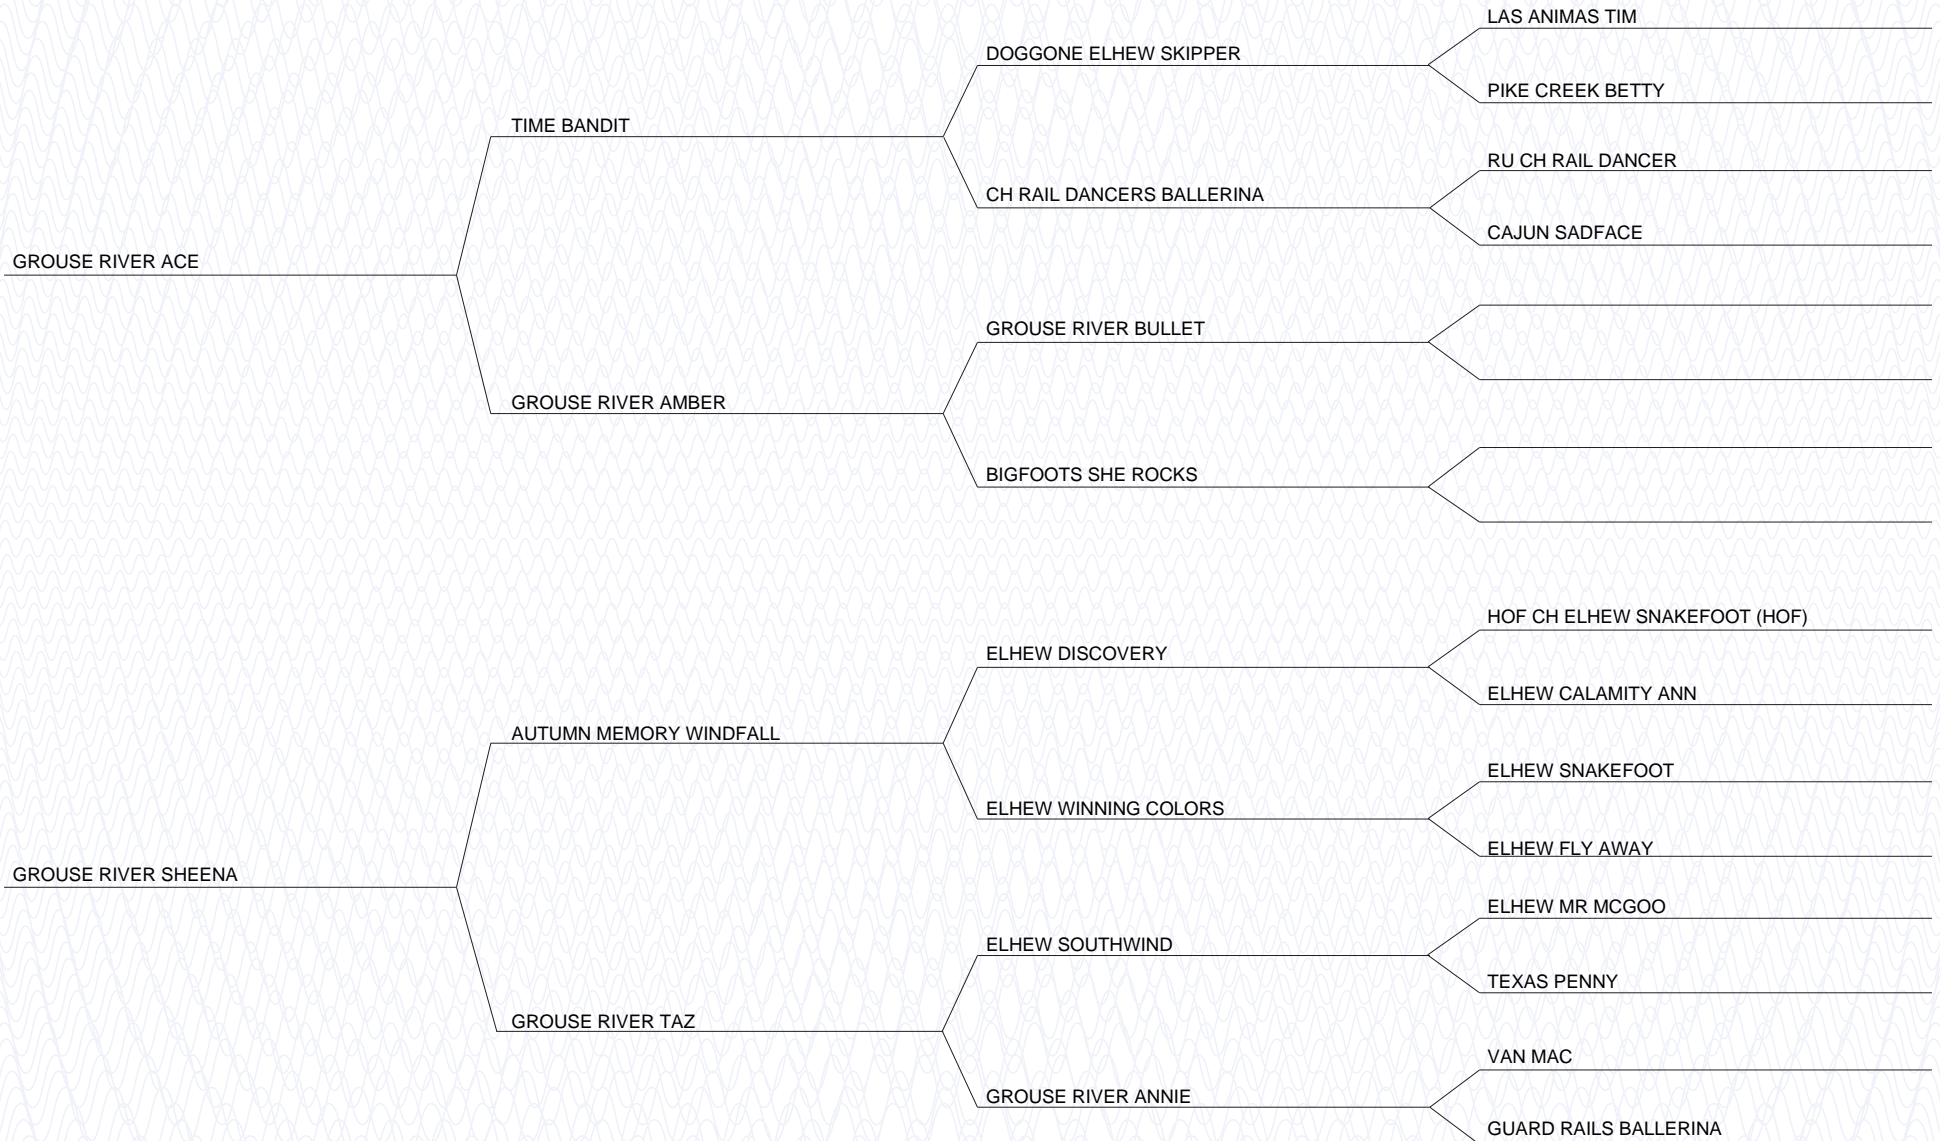 LAS ANIMAS TIM
DOGGONE ELHEW SKIPPER
PIKE CREEK BETTY
TIME BANDIT
RU CH RAIL DANCER
CH RAIL DANCERS BALLERINA
CAJUN SADFACE
GROUSE RIVER ACE
GROUSE RIVER BULLET
GROUSE RIVER AMBER
BIGFOOTS SHE ROCKS
HOF CH ELHEW SNAKEFOOT (HOF)
ELHEW DISCOVERY
ELHEW CALAMITY ANN
AUTUMN MEMORY WINDFALL
ELHEW SNAKEFOOT
ELHEW WINNING COLORS
ELHEW FLY AWAY
GROUSE RIVER SHEENA
ELHEW MR MCGOO
ELHEW SOUTHWIND
TEXAS PENNY
GROUSE RIVER TAZ
VAN MAC
GROUSE RIVER ANNIE
GUARD RAILS BALLERINA